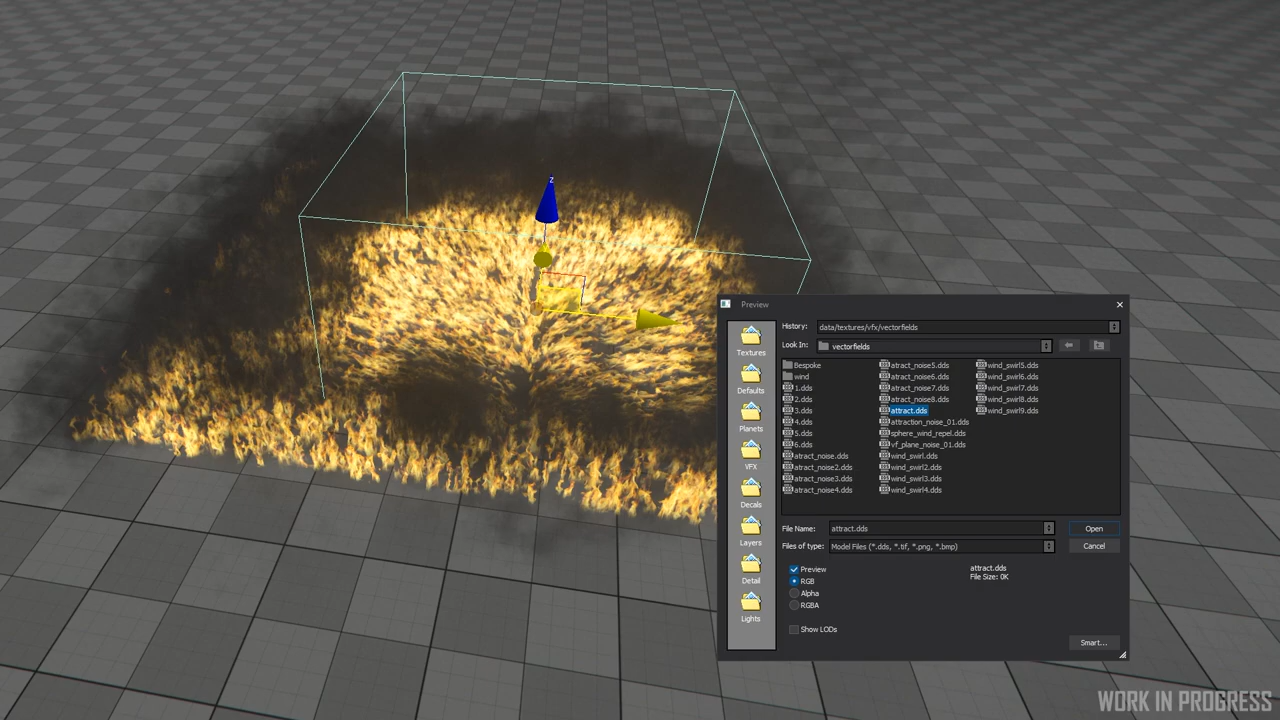 z
Preview
History:
data/textures/vfx/vectorfields
Look In:
vectorfields
Textures
Defaults
Planets
VFX
Decals
Layers
Detail
Lights
Bespoke
wind
1.dds
2.dds
3.dds
4.dds
5.dds
6.dds
atract_noise.dds
atract_noise2.dds
atract_noise3.dds
atract_noise4.dds
atract_noise5.dds
atract_noise6.dds
atract_noise7.dds
atract_noise8.dds
attract.dds
attraction_noise_01.dds
sphere_wind_repel.dds
vf_plane_noise_01.dds
wind_swirl.dds
wind_swirl2.dds
wind_swirl3.dds
wind_swirl4.dds
wind_swirl5.dds
wind_swirl6.dds
wind_swirl7.dds
wind_swirl8.dds
wind_swirl9.dds
File Name:
attract.dds
Open
Files of type:
Model Files (*.dds, *.tif, *.png, *.bmp)
Cancel
Preview
RGB
Alpha
RGBA
Show LODs
attract.dds
File Size: 0K
Smart...
WORK IN PROGRESS